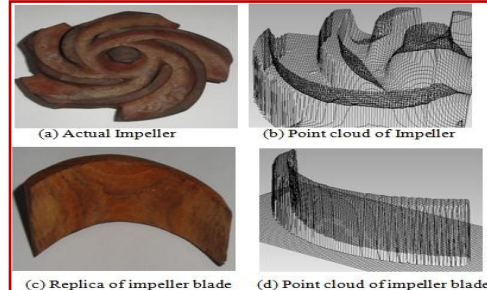 (a) Actual Impeller
(b) Point cloud of Impeller
(c) Replica of impeller blade
(d) Point cloud of impeller blade